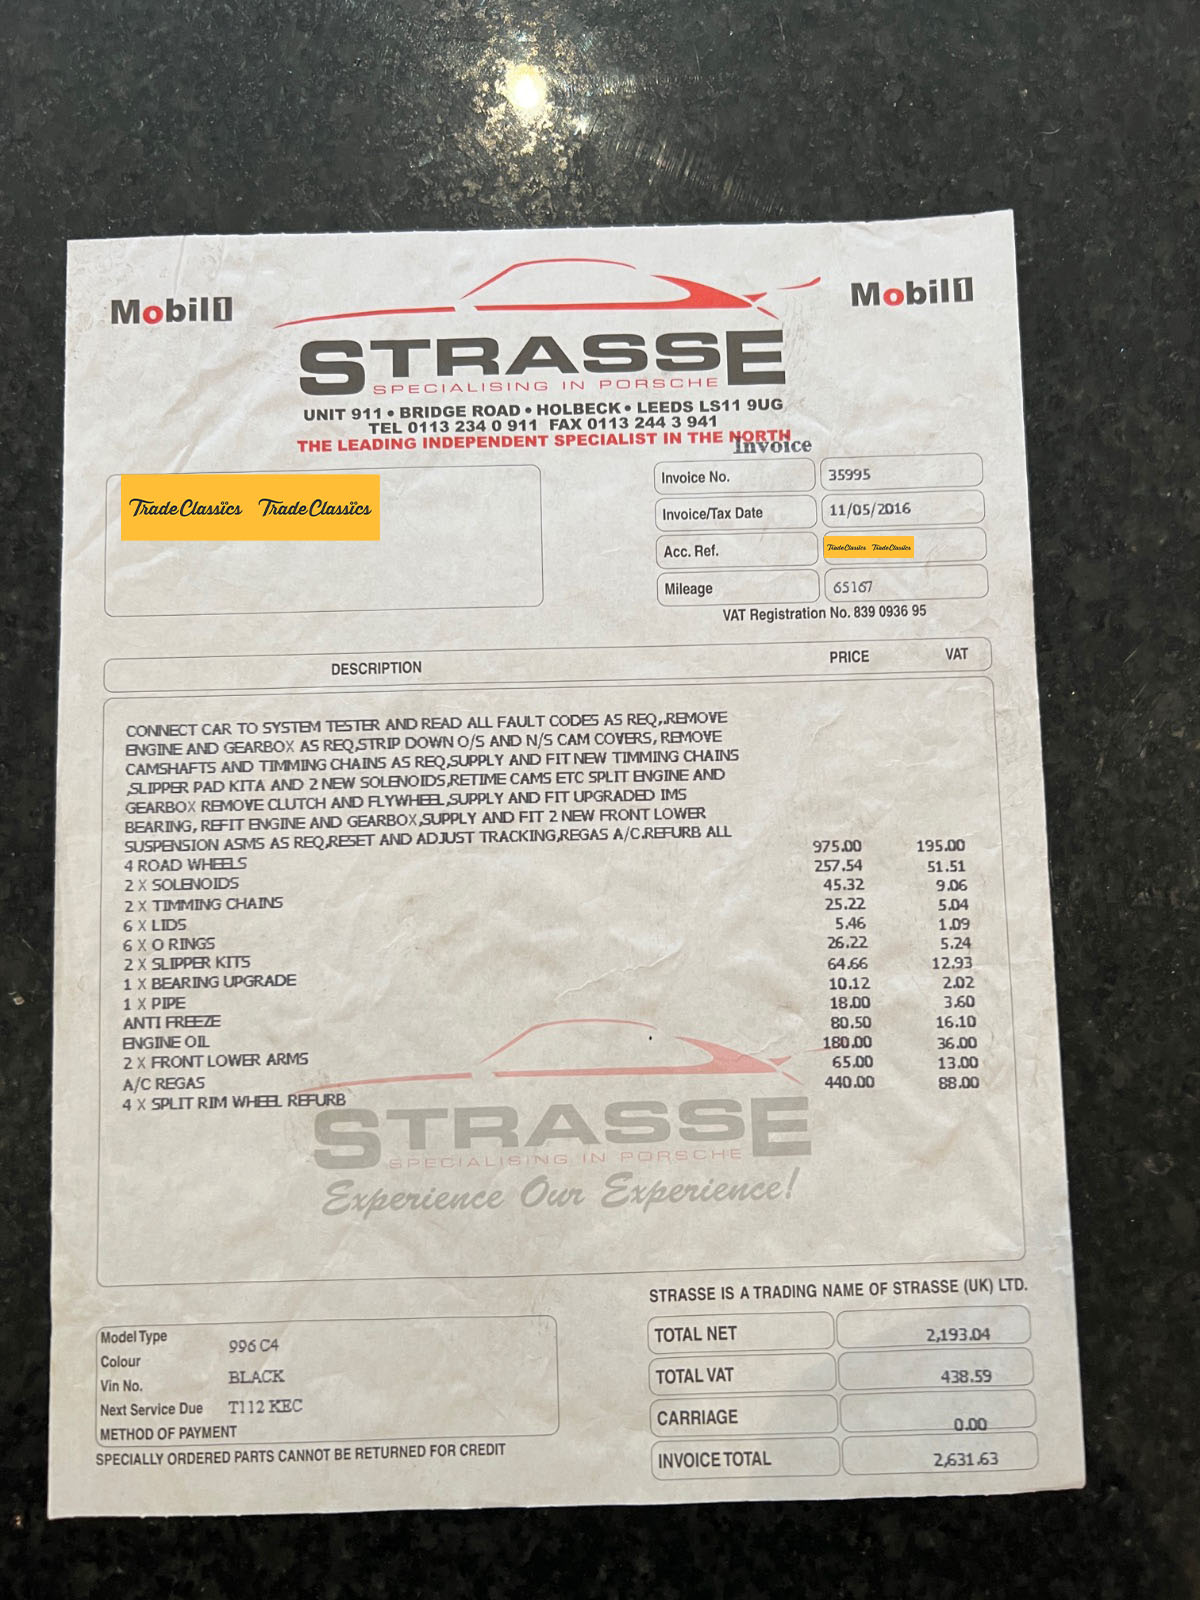 Mobil1
Mobil1
STRASSE
SPECIALISING IN PORSCHE
UNIT 911 • BRIDGE ROAD • HOLBECK • LEEDS LS11 9UG
TEL 0113 234 0 911 FAX 0113 244 3 941
THE LEADING INDEPENDENT SPECIALIST IN THE NORTH
Invoice
TradeClassics TradeClassics
Invoice No. 35995
Invoice/Tax Date 11/05/2016
Acc. Ref. TradeClassics TradeClassics
Mileage 65167
VAT Registration No. 839 0936 95
DESCRIPTION PRICE VAT
CONNECT CAR TO SYSTEM TESTER AND READ ALL FAULT CODES AS REQ,.REMOVE
ENGINE AND GEARBOX AS REQ,STRIP DOWN O/S AND N/S CAM COVERS, REMOVE
CAMSHAFTS AND TIMMING CHAINS AS REQ,SUPPLY AND FIT NEW TIMMING CHAINS
,SLIPPER PAD KITA AND 2 NEW SOLENOIDS,RETIME CAMS ETC SPLIT ENGINE AND
GEARBOX REMOVE CLUTCH AND FLYWHEEL,SUPPLY AND FIT UPGRADED IMS
BEARING, REFIT ENGINE AND GEARBOX,SUPPLY AND FIT 2 NEW FRONT LOWER
SUSPENSION ASMS AS REQ,RESET AND ADJUST TRACKING,REGAS A/C.REFURB ALL
4 ROAD WHEELS 975.00 195.00
2 X SOLENOIDS 257.54 51.51
2 X TIMMING CHAINS 45.32 9.06
6 X LIDS 25.22 5.04
6 X O RINGS 5.46 1.09
2 X SLIPPER KITS 26.22 5.24
1 X BEARING UPGRADE 64.66 12.93
1 X PIPE 10.12 2.02
ANTI FREEZE 18.00 3.60
ENGINE OIL 80.50 16.10
2 X FRONT LOWER ARMS 180.00 36.00
A/C REGAS 65.00 13.00
4 X SPLIT RIM WHEEL REFURB 440.00 88.00
STRASSE
SPECIALISING IN PORSCHE
Experience Our Experience!
STRASSE IS A TRADING NAME OF STRASSE (UK) LTD.
Model Type 996 C4
Colour
BLACK
Vin No.
Next Service Due T112 KEC
METHOD OF PAYMENT
SPECIALLY ORDERED PARTS CANNOT BE RETURNED FOR CREDIT
TOTAL NET 2,193.04
TOTAL VAT 438.59
CARRIAGE 0.00
INVOICE TOTAL 2,631.63